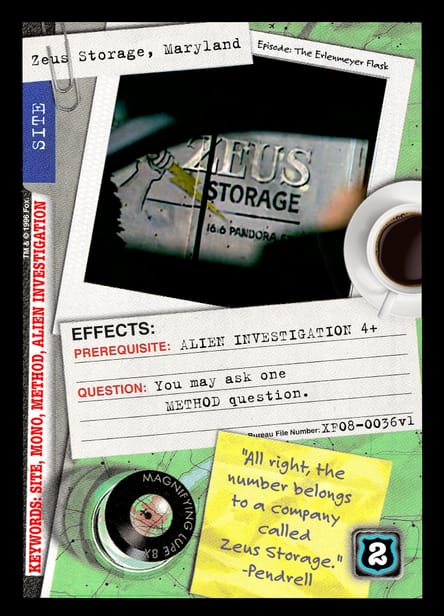 Zeus Storage, Maryland
Episode: The Erlenmeyer Flask
SITE
TM & © 1996 Fox
KEYWORDS: SITE, MONO, METHOD, ALIEN INVESTIGATION
ZEUS
STORAGE
1616 PANDORA
EFFECTS:
PREREQUISITE: ALIEN INVESTIGATION 4+
QUESTION: You may ask one
METHOD question.
Bureau File Number: XF08-0036v1
MAGNIFYING LUPE 8X
"All right, the
number belongs
to a company
called
Zeus Storage."
-Pendrell
2